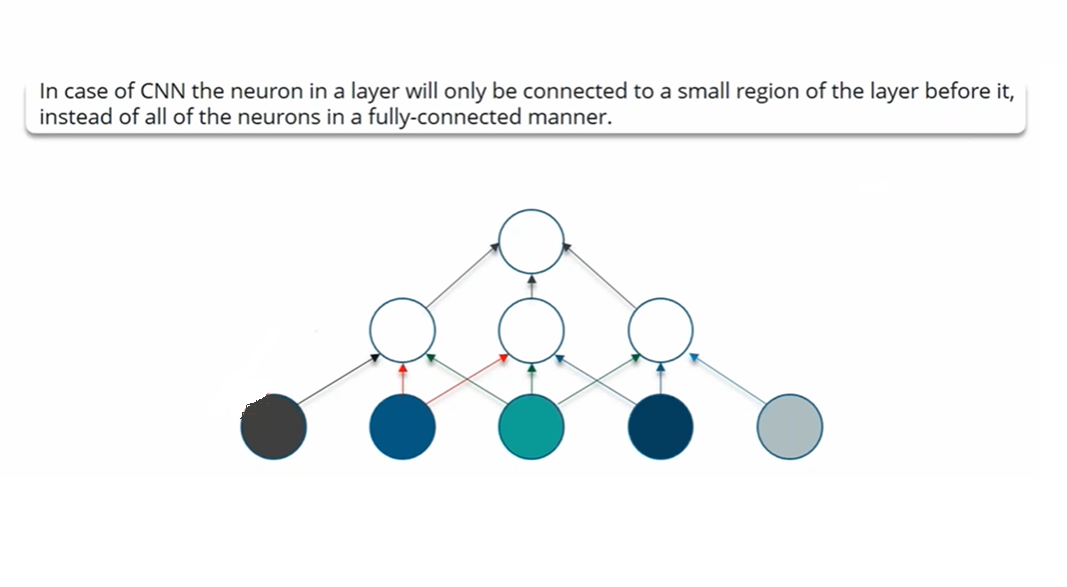 In case of CNN the neuron in a layer will only be connected to a small region of the layer before it,
instead of all of the neurons in a fully-connected manner.